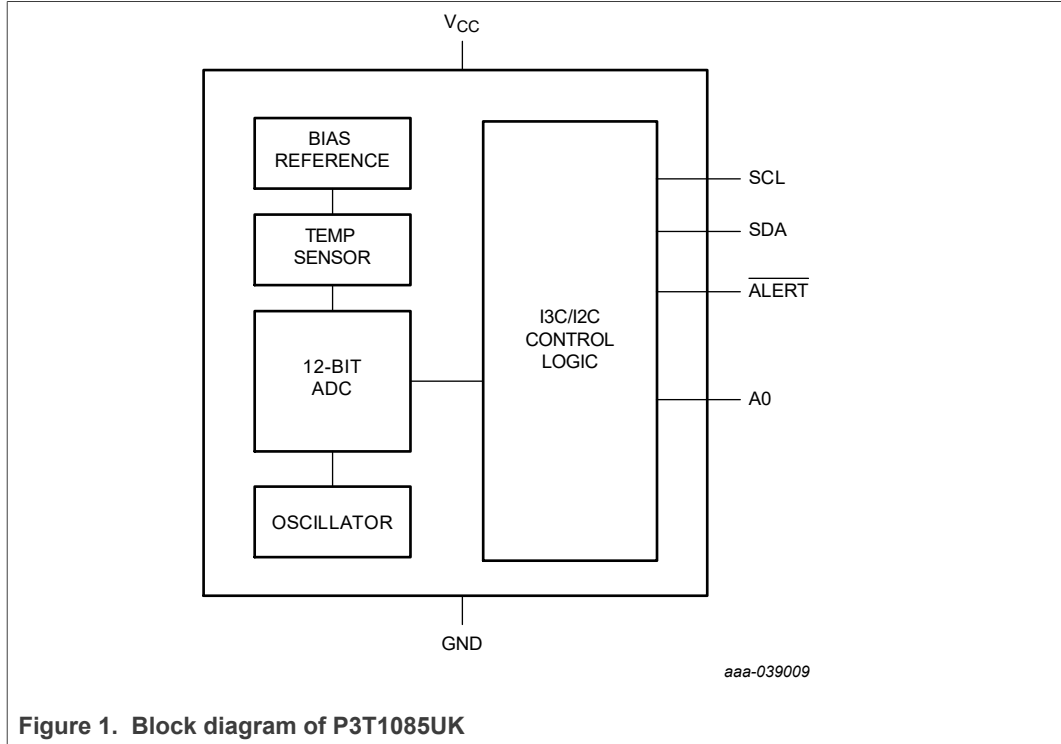 VCC
BIAS
REFERENCE
TEMP
SENSOR
12-BIT
ADC
OSCILLATOR
I3C/I2C
CONTROL
LOGIC
SCL
SDA
ALERT
A0
GND
aaa-039009
Figure 1. Block diagram of P3T1085UK